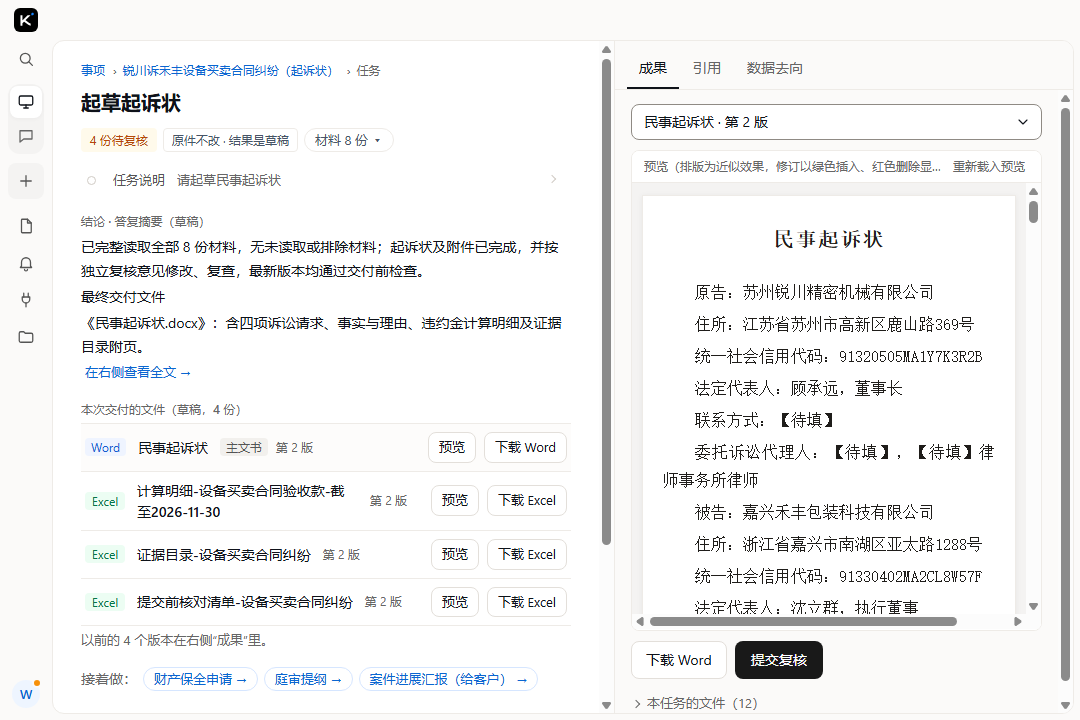 K
事项 › 锐川诉禾丰设备买卖合同纠纷（起诉状） › 任务
起草起诉状
4 份待复核 原件不改 · 结果是草稿 材料 8 份
任务说明 请起草民事起诉状
结论 · 答复摘要（草稿）
已完整读取全部 8 份材料，无未读取或排除材料；起诉状及附件已完成，并按
独立复核意见修改、复查，最新版本均通过交付前检查。
最终交付文件
《民事起诉状.docx》：含四项诉讼请求、事实与理由、违约金计算明细及证据
目录附页。
在右侧查看全文 →
本次交付的文件（草稿，4 份）
Word 民事起诉状 主文书 第 2 版 预览 下载 Word
Excel 计算明细-设备买卖合同验收款-截
至2026-11-30 第 2 版 预览 下载 Excel
Excel 证据目录-设备买卖合同纠纷 第 2 版 预览 下载 Excel
Excel 提交前核对清单-设备买卖合同纠纷 第 2 版 预览 下载 Excel
以前的 4 个版本在右侧“成果”里。
接着做： 财产保全申请 → 庭审提纲 → 案件进展汇报（给客户） →
W
成果 引用 数据去向
民事起诉状 · 第 2 版
预览（排版为近似效果，修订以绿色插入、红色删除显... 重新载入预览
民事起诉状
原告：苏州锐川精密机械有限公司
住所：江苏省苏州市高新区鹿山路369号
统一社会信用代码：91320505MA1Y7K3R2B
法定代表人：顾承远，董事长
联系方式：【待填】
委托诉讼代理人：【待填】，【待填】律
师事务所律师
被告：嘉兴禾丰包装科技有限公司
住所：浙江省嘉兴市南湖区亚太路1288号
统一社会信用代码：91330402MA2CL8W57F
法定代表人：沈立群，执行董事
下载 Word 提交复核
本任务的文件（12）